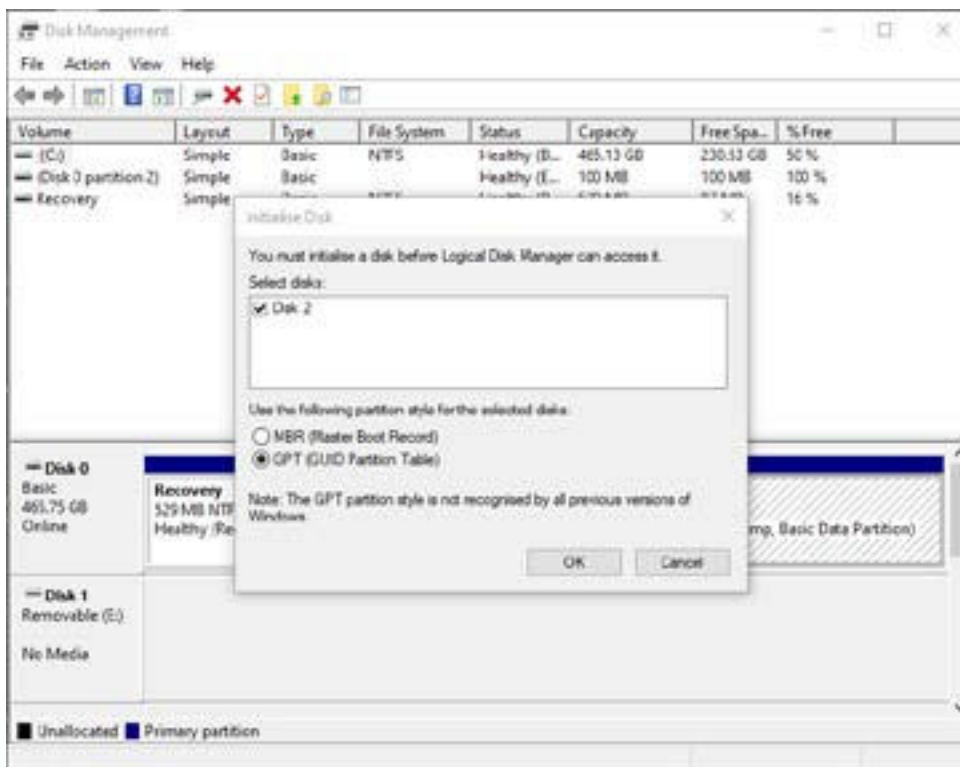 Disk Management
File Action View Help
Volume Layout Type File System Status Capacity Free Spa... % Free
(C:) Simple Basic NTFS Healthy (B... 465.13 GB 230.53 GB 50 %
(Disk 0 partition 2) Simple Basic Healthy (E... 100 MB 100 MB 100 %
Recovery Simple 16 %
Initialise Disk
You must initialise a disk before Logical Disk Manager can access it.
Select disks:
Disk 2
Use the following partition style for the selected disks:
MBR (Master Boot Record)
GPT (GUID Partition Table)
Note: The GPT partition style is not recognised by all previous versions of
Windows.
OK Cancel
Disk 0
Basic
465.75 GB
Online
Recovery
529 MB NTF
Healthy (Re
mp, Basic Data Partition)
Disk 1
Removable (E:)
No Media
Unallocated Primary partition